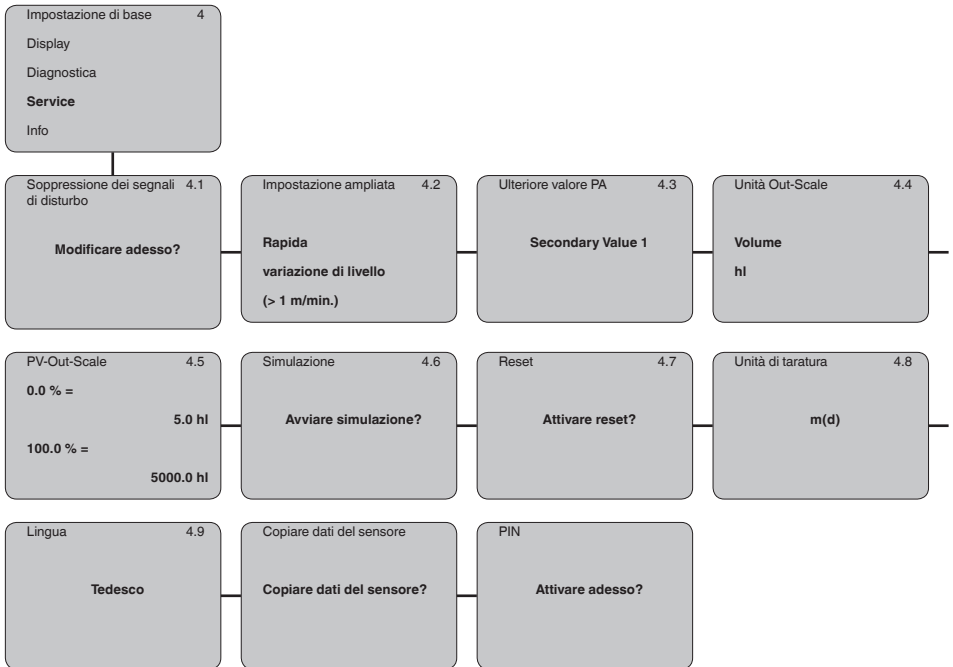 Impostazione di base 4
Display
Diagnostica
Service
Info
Soppressione dei segnali 4.1
di disturbo
Modificare adesso?
Impostazione ampliata 4.2
Rapida
variazione di livello
(> 1 m/min.)
Ulteriore valore PA 4.3
Secondary Value 1
Unità Out-Scale 4.4
Volume
hl
PV-Out-Scale 4.5
0.0 % =
5.0 hl
100.0 % =
5000.0 hl
Simulazione 4.6
Avviare simulazione?
Reset 4.7
Attivare reset?
Unità di taratura 4.8
m(d)
Lingua 4.9
Tedesco
Copiare dati del sensore
Copiare dati del sensore?
PIN
Attivare adesso?